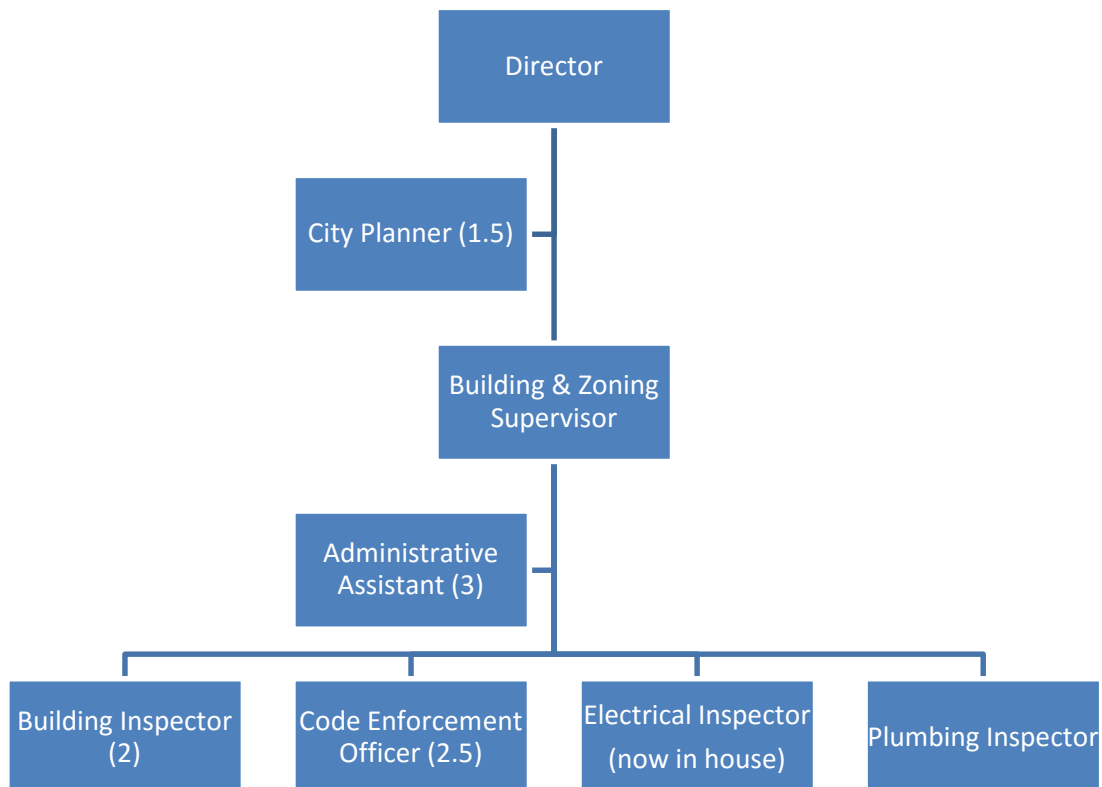 Director
City Planner (1.5)
Building & Zoning
Supervisor
Administrative
Assistant (3)
Building Inspector
(2)
Code Enforcement
Officer (2.5)
Electrical Inspector
(now in house)
Plumbing Inspector